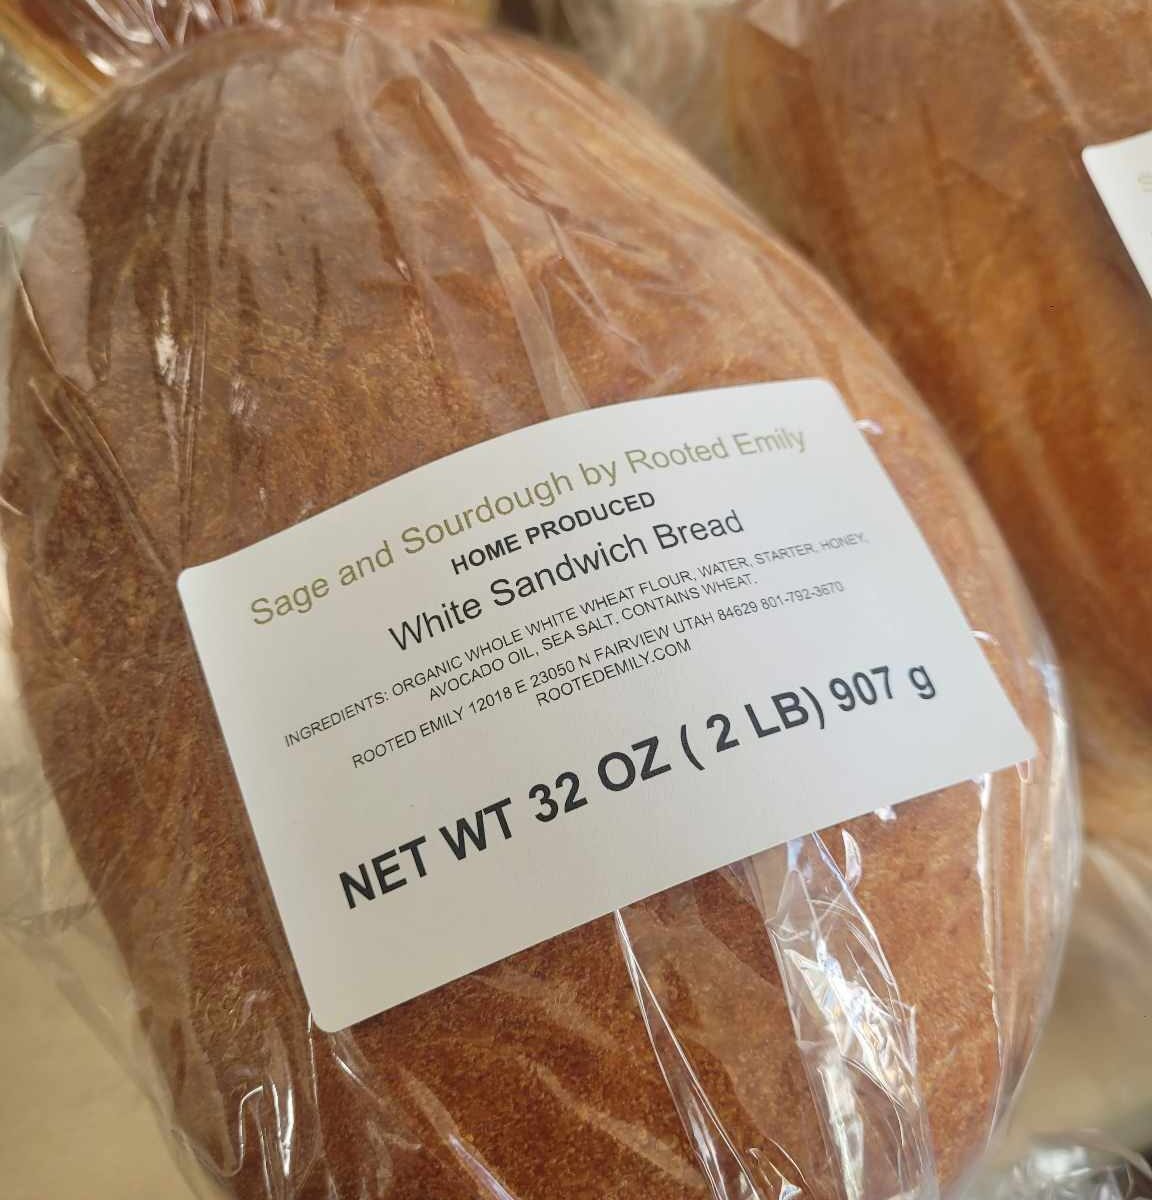 Sage and Sourdough by Rooted Emily
HOME PRODUCED
White Sandwich Bread
INGREDIENTS: ORGANIC WHOLE WHITE WHEAT FLOUR, WATER, STARTER, HONEY,
AVOCADO OIL, SEA SALT. CONTAINS WHEAT.
ROOTED EMILY 12018 E 23050 N FAIRVIEW UTAH 84629 801-792-3670
ROOTEDEMILY.COM
NET WT 32 OZ ( 2 LB) 907 g